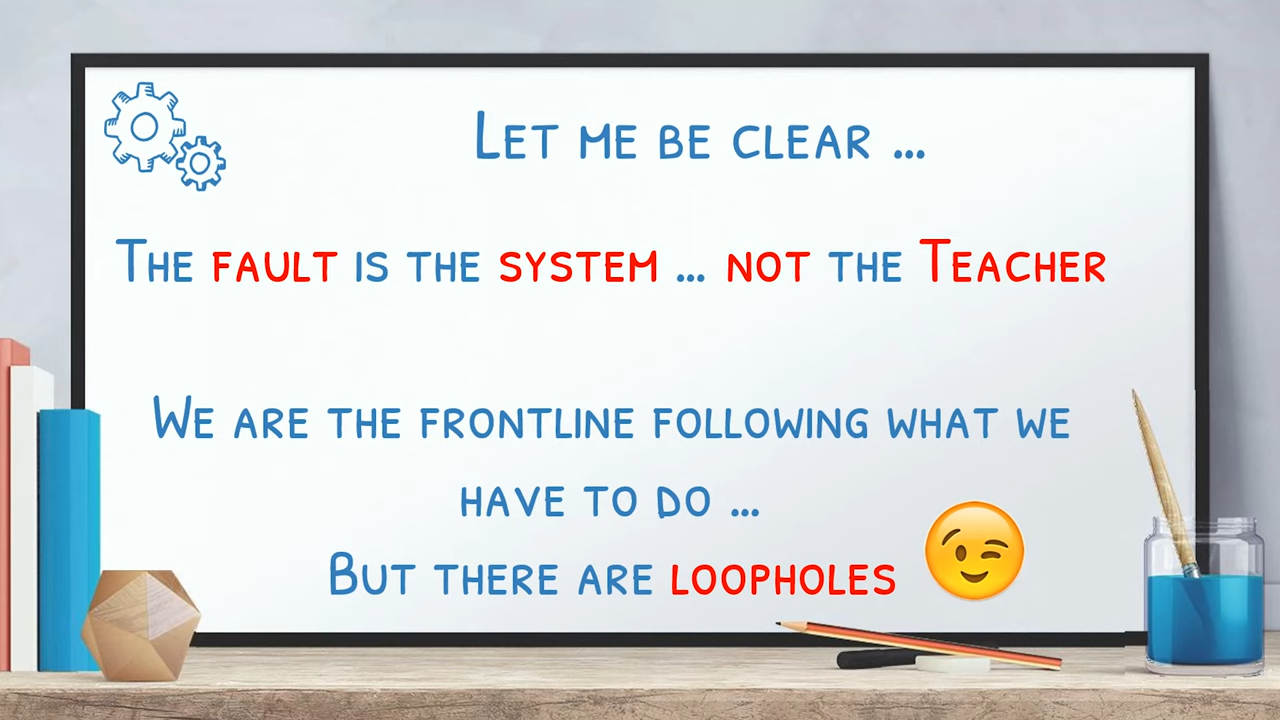 Let me be clear ...
The fault is the system ... not the Teacher
We are the frontline following what we
have to do ...
But there are loopholes